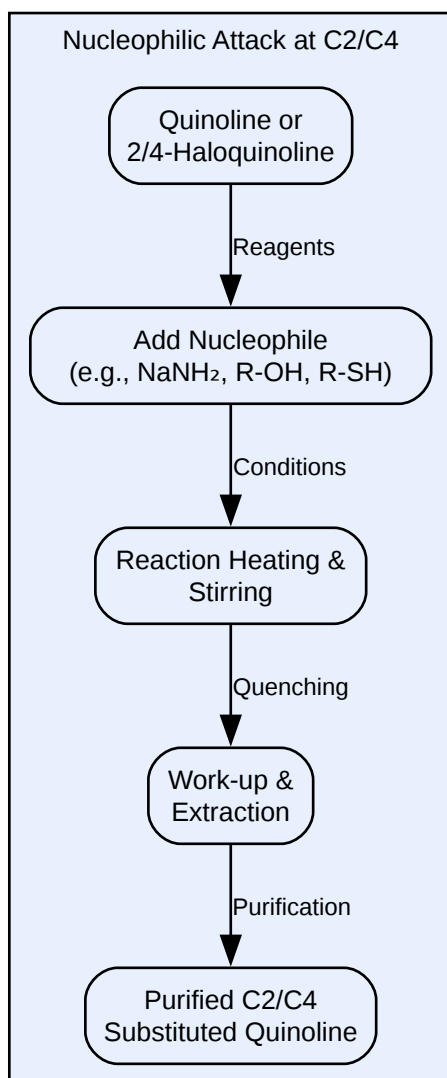 Nucleophilic Attack at C2/C4
Quinoline or
2/4-Haloquinoline
Reagents
Add Nucleophile
(e.g., NaNH₂, R-OH, R-SH)
Conditions
Reaction Heating &
Stirring
Quenching
Work-up &
Extraction
Purification
Purified C2/C4
Substituted Quinoline